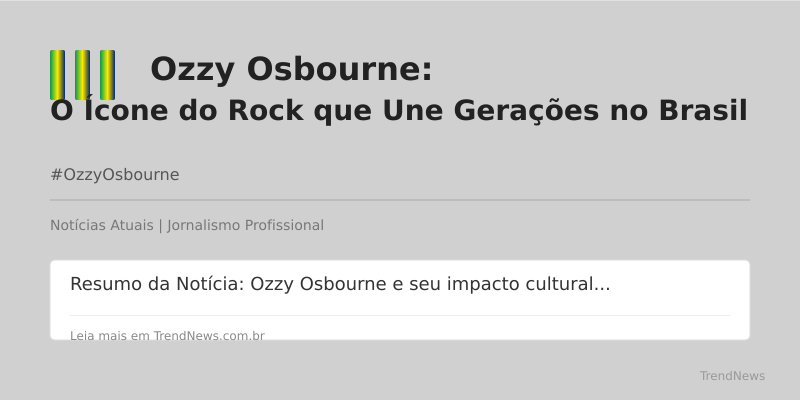 Ozzy Osbourne:
O Ícone do Rock que Une Gerações no Brasil
#OzzyOsbourne
Notícias Atuais | Jornalismo Profissional
Resumo da Notícia: Ozzy Osbourne e seu impacto cultural...
Leia mais em TrendNews.com.br
TrendNews